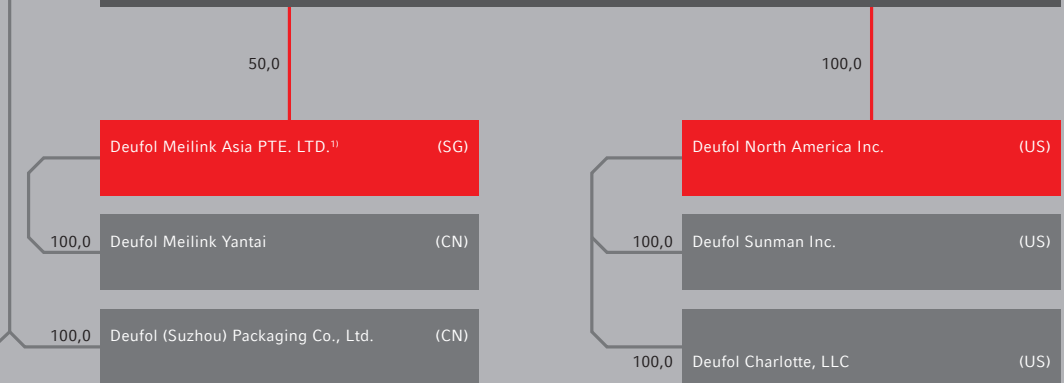 50,0
100,0
Deufol Meilink Asia PTE. LTD.¹⁾ (SG)
Deufol North America Inc. (US)
100,0 Deufol Meilink Yantai (CN)
100,0 Deufol Sunman Inc. (US)
100,0 Deufol (Suzhou) Packaging Co., Ltd. (CN)
100,0 Deufol Charlotte, LLC (US)